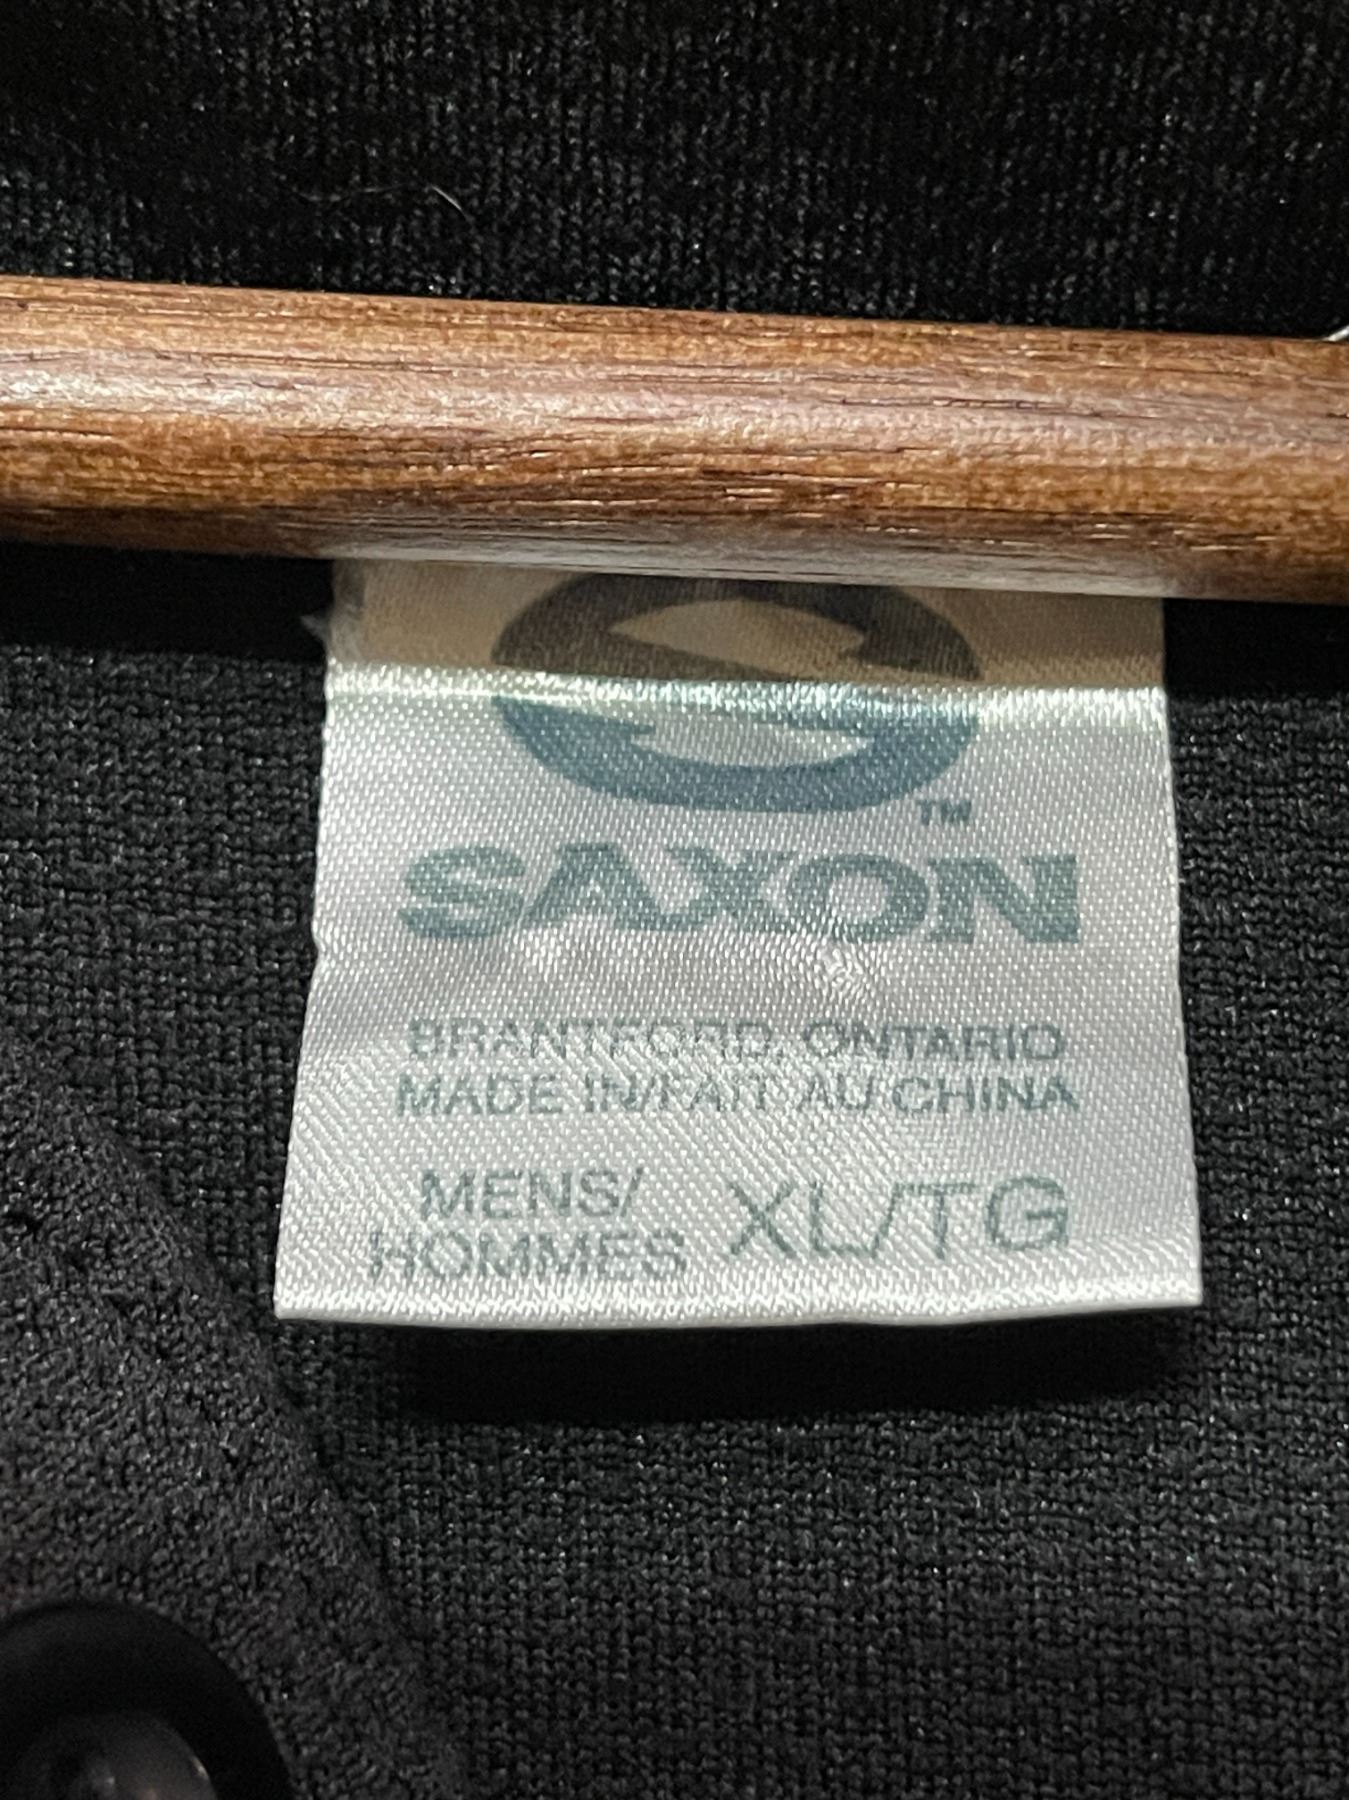 TM
SAXON
BRANTFORD, ONTARIO
MADE IN/FAIT AU CHINA
MENS/
HOMMES XL/TG